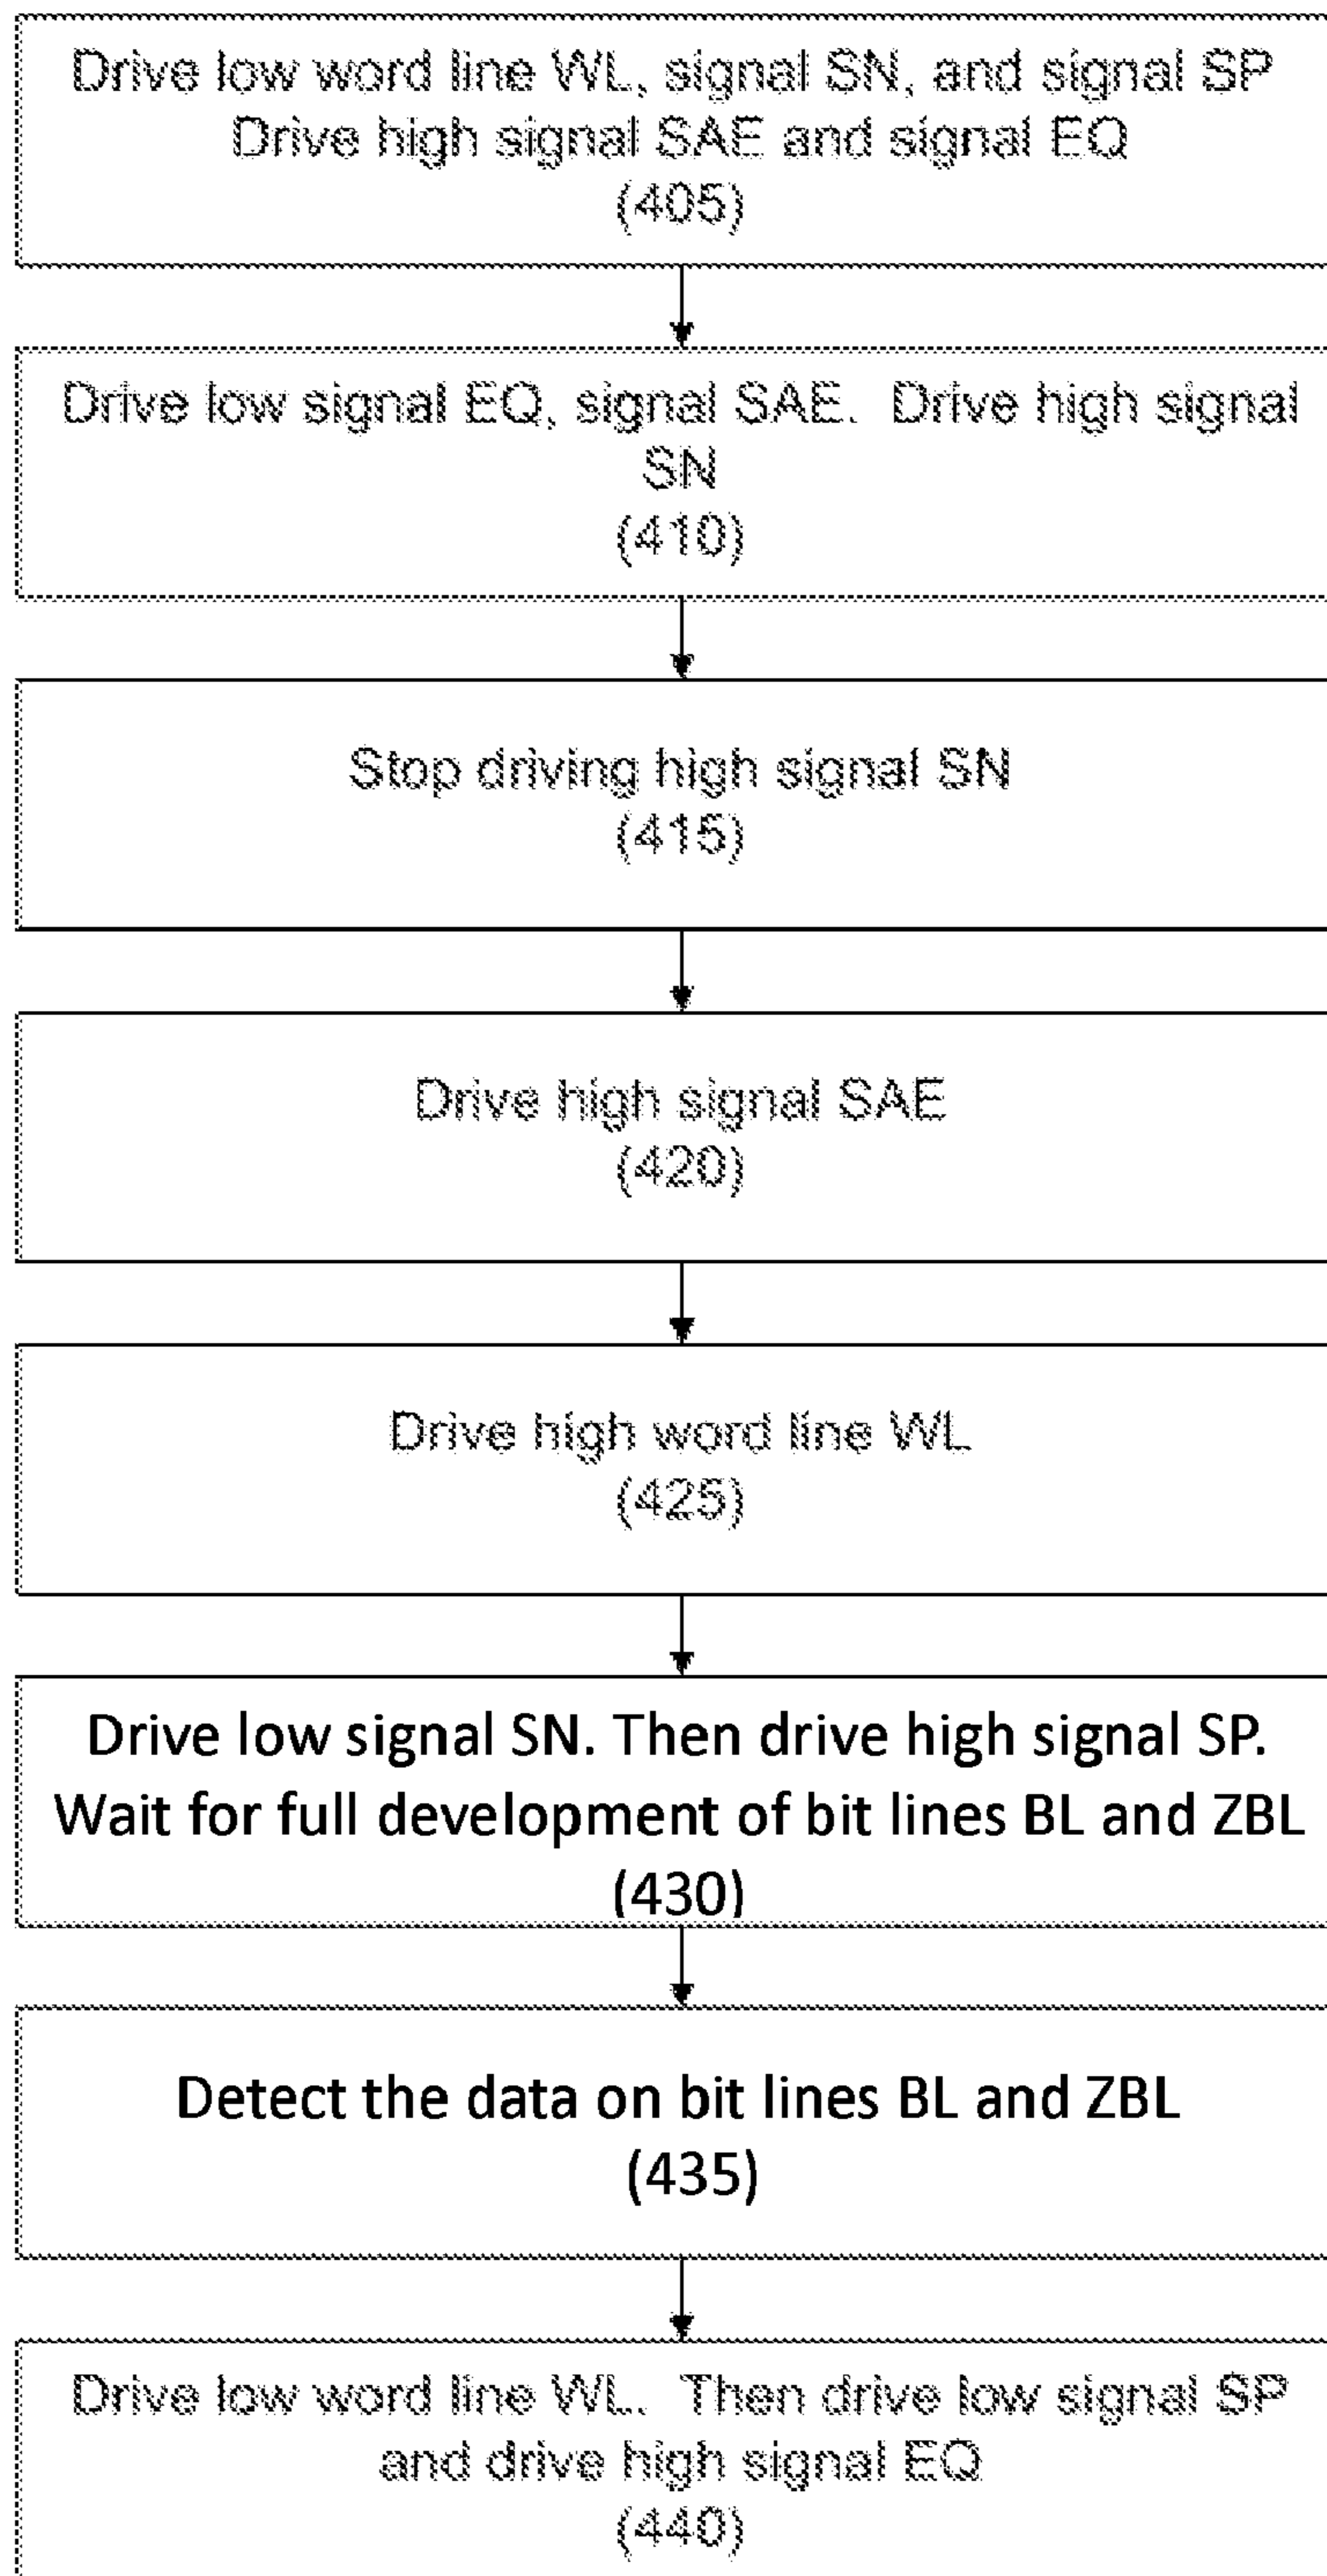 Drive low word line WL, signal SN, and signal SP
Drive high signal SAE and signal EQ
(405)
Drive low signal EQ, signal SAE. Drive high signal
SN
(410)
Stop driving high signal SN
(415)
Drive high signal SAE
(420)
Drive high word line WL
(425)
Drive low signal SN. Then drive high signal SP.
Wait for full development of bit lines BL and ZBL
(430)
Detect the data on bit lines BL and ZBL
(435)
Drive low word line WL. Then drive low signal SP
and drive high signal EQ
(440)